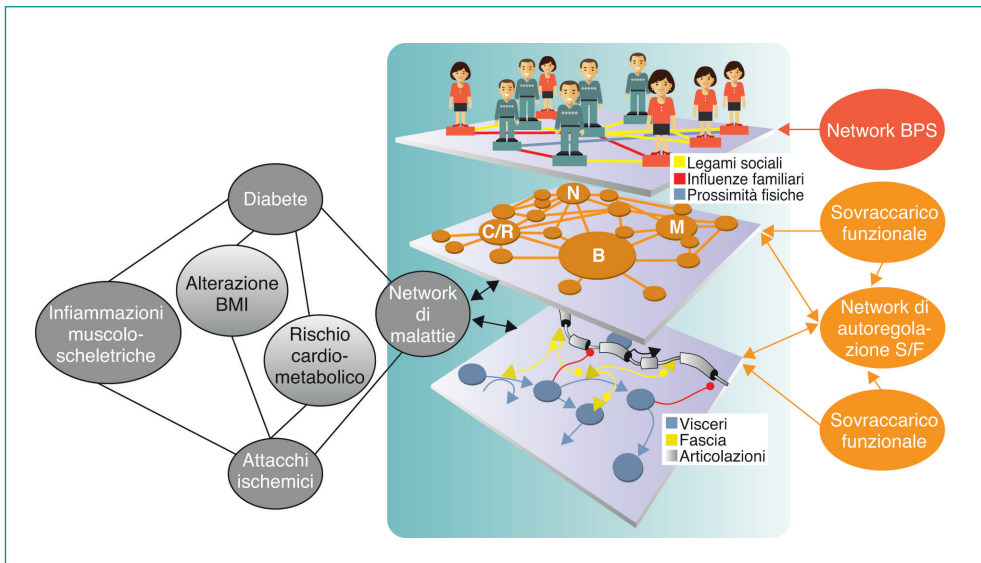 Network BPS
Legami sociali
Influenze familiari
Prossimità fisiche
N
C/R
M
B
Sovraccarico
funzionale
Diabete
Alterazione
BMI
Infiammazioni
muscolo-
scheletriche
Rischio
cardio-
metabolico
Network
di
malattie
Network di
autoregola-
zione S/F
Visceri
Fascia
Articolazioni
Attacchi
ischemici
Sovraccarico
funzionale